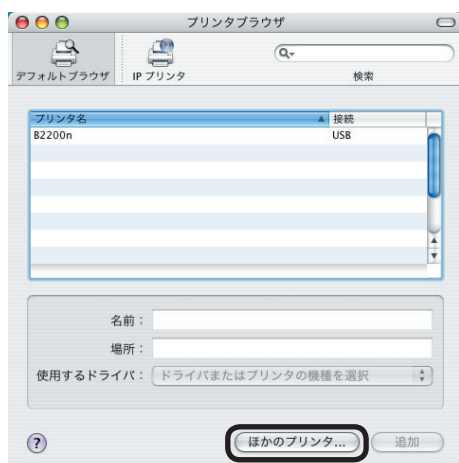 プリンタブラウザ
デフォルトブラウザ IP プリンタ 検索
プリンタ名 接続
B2200n USB
名前：
場所：
使用するドライバ： ドライバまたはプリンタの機種を選択
? ほかのプリンタ... 追加